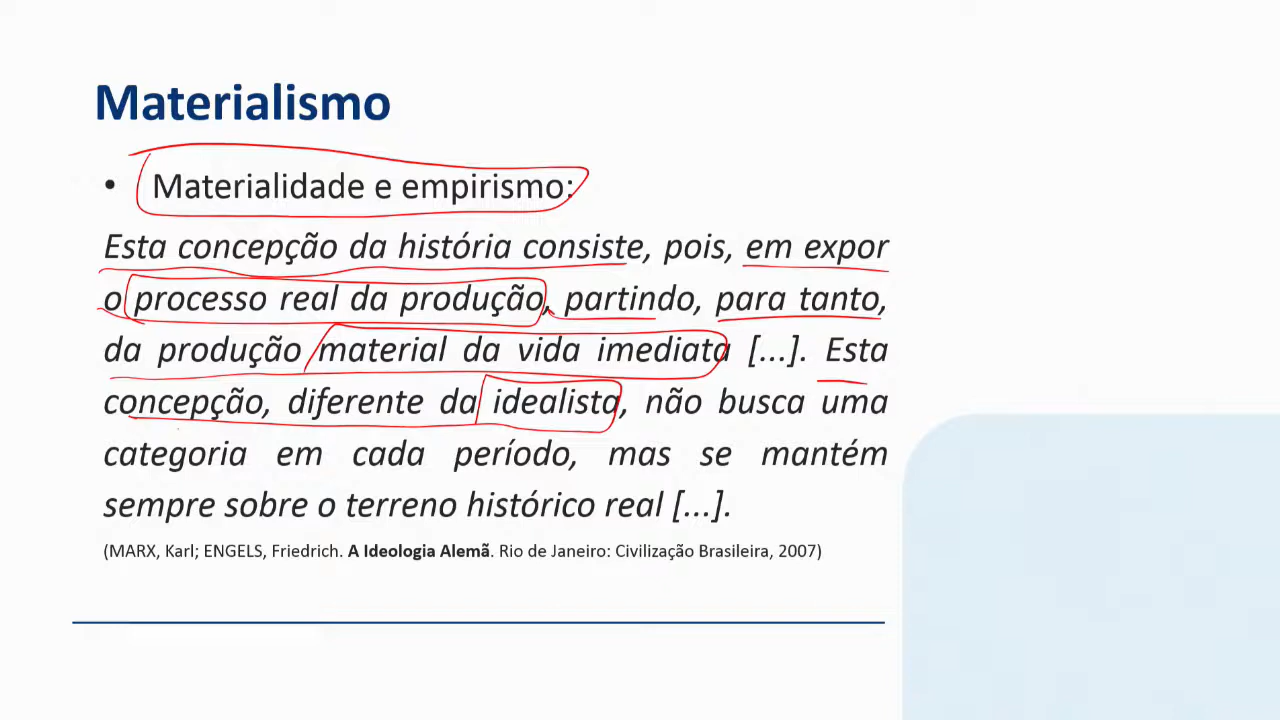 Materialismo
• Materialidade e empirismo:
Esta concepção da história consiste, pois, em expor
o processo real da produção, partindo, para tanto,
da produção material da vida imediata [...]. Esta
concepção, diferente da idealista, não busca uma
categoria em cada período, mas se mantém
sempre sobre o terreno histórico real [...].
(MARX, Karl; ENGELS, Friedrich. A Ideologia Alemã. Rio de Janeiro: Civilização Brasileira, 2007)